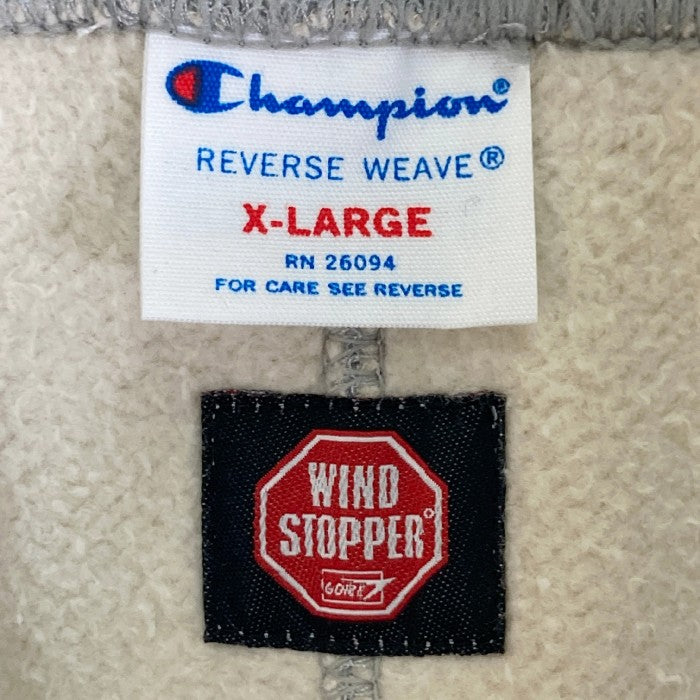 Champion®
REVERSE WEAVE®
X-LARGE
RN 26094
FOR CARE SEE REVERSE
WIND
STOPPER®
GORE